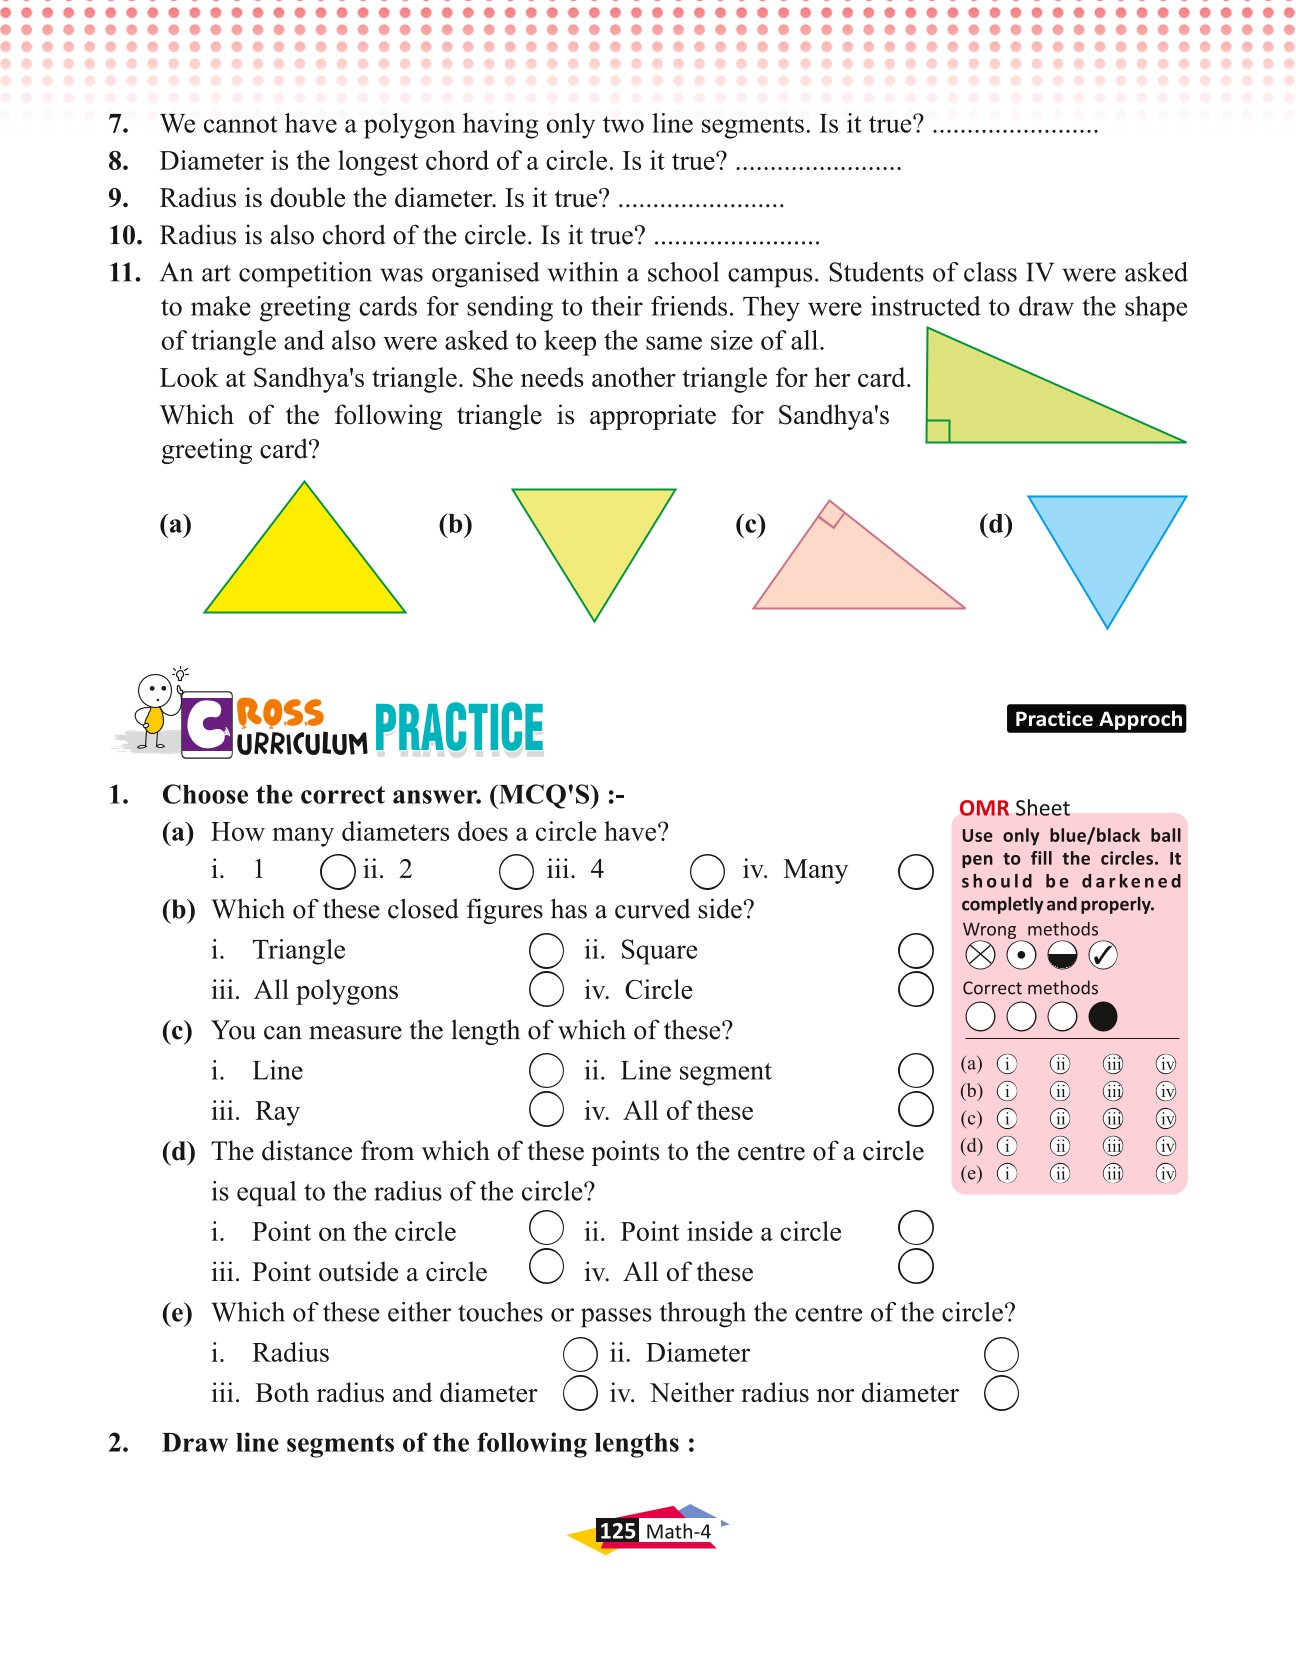 7. We cannot have a polygon having only two line segments. Is it true? ........................
8. Diameter is the longest chord of a circle. Is it true? ........................
9. Radius is double the diameter. Is it true? ........................
10. Radius is also chord of the circle. Is it true? ........................
11. An art competition was organised within a school campus. Students of class IV were asked
to make greeting cards for sending to their friends. They were instructed to draw the shape
of triangle and also were asked to keep the same size of all.
Look at Sandhya's triangle. She needs another triangle for her card.
Which of the following triangle is appropriate for Sandhya's
greeting card?
(a) (b) (c) (d)
CROSS
CURRICULUM PRACTICE
Practice Approch
1. Choose the correct answer. (MCQ'S) :-
(a) How many diameters does a circle have?
i. 1 ii. 2 iii. 4 iv. Many
(b) Which of these closed figures has a curved side?
i. Triangle ii. Square
iii. All polygons iv. Circle
(c) You can measure the length of which of these?
i. Line ii. Line segment
iii. Ray iv. All of these
(d) The distance from which of these points to the centre of a circle
is equal to the radius of the circle?
i. Point on the circle ii. Point inside a circle
iii. Point outside a circle iv. All of these
(e) Which of these either touches or passes through the centre of the circle?
i. Radius ii. Diameter
iii. Both radius and diameter iv. Neither radius nor diameter
OMR Sheet
Use only blue/black ball
pen to fill the circles. It
should be darkened
completly and properly.
Wrong methods
Correct methods
(a) i ii iii iv
(b) i ii iii iv
(c) i ii iii iv
(d) i ii iii iv
(e) i ii iii iv
2. Draw line segments of the following lengths :
125 Math-4